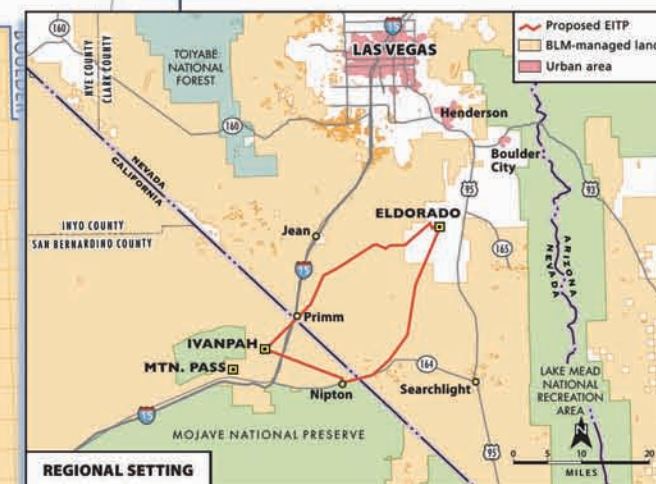 BOULDER
160
NYE COUNTY
CLARK COUNTY
TOIYABE
NATIONAL
FOREST
15
LAS VEGAS
Proposed EITP
BLM-managed land
Urban area
160
Henderson
Boulder
City
95
93
NEVADA
CALIFORNIA
INYO COUNTY
SAN BERNARDINO COUNTY
Jean
ELDORADO
165
15
ARIZONA
NEVADA
Primm
IVANPAH
MTN. PASS
164
Nipton
Searchlight
LAKE MEAD
NATIONAL
RECREATION
AREA
15
MOJAVE NATIONAL PRESERVE
95
N
0 10 20
MILES
REGIONAL SETTING